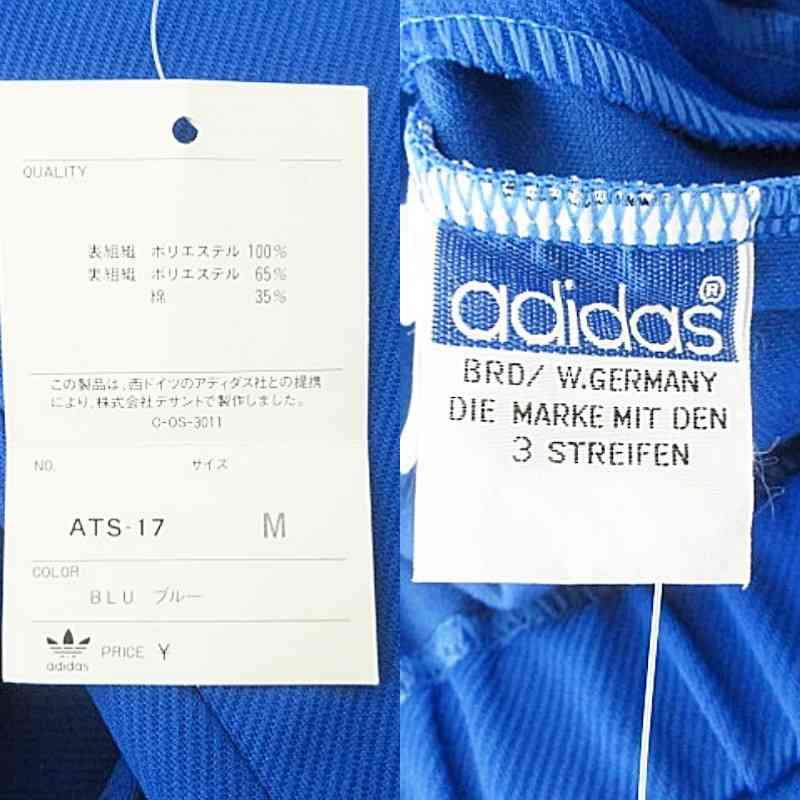 QUALITY
表組組 ポリエステル 100%
裏組組 ポリエステル 65%
綿 35%
この製品は、西ドイツのアディダス社との提携
により、株式会社デサントで製作しました。
C-OS-3011
NO. サイズ
ATS-17 M
COLOR
BLU ブルー
adidas PRICE ¥
adidas®
BRD/ W.GERMANY
DIE MARKE MIT DEN
3 STREIFEN